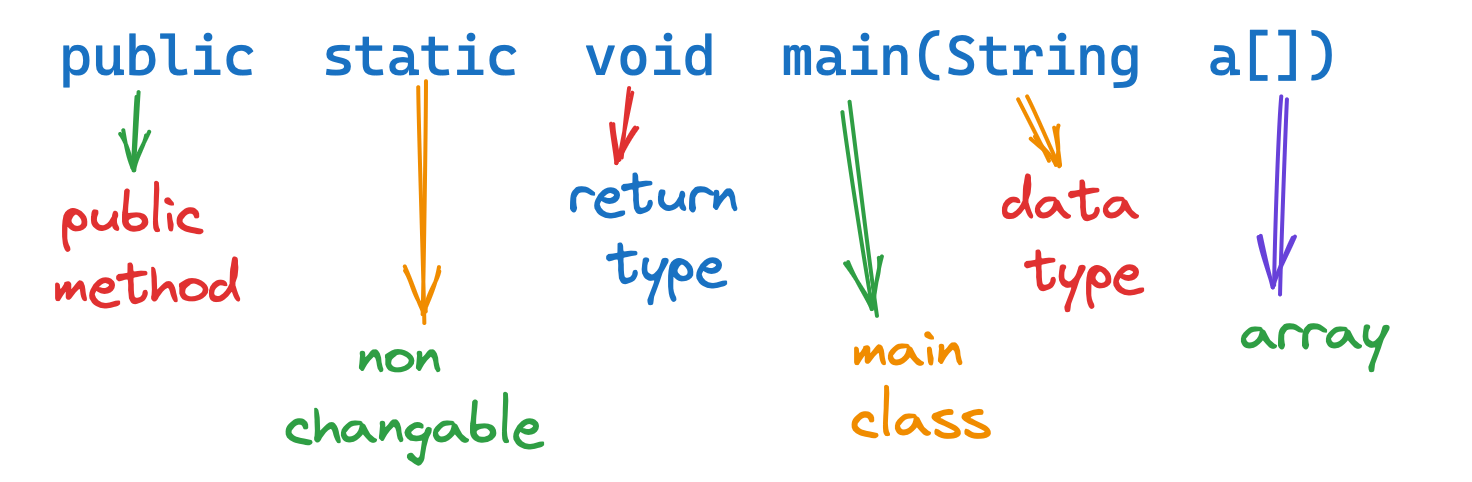 public static void main(String a[])
public
method
non
changable
return
type
main
class
data
type
array